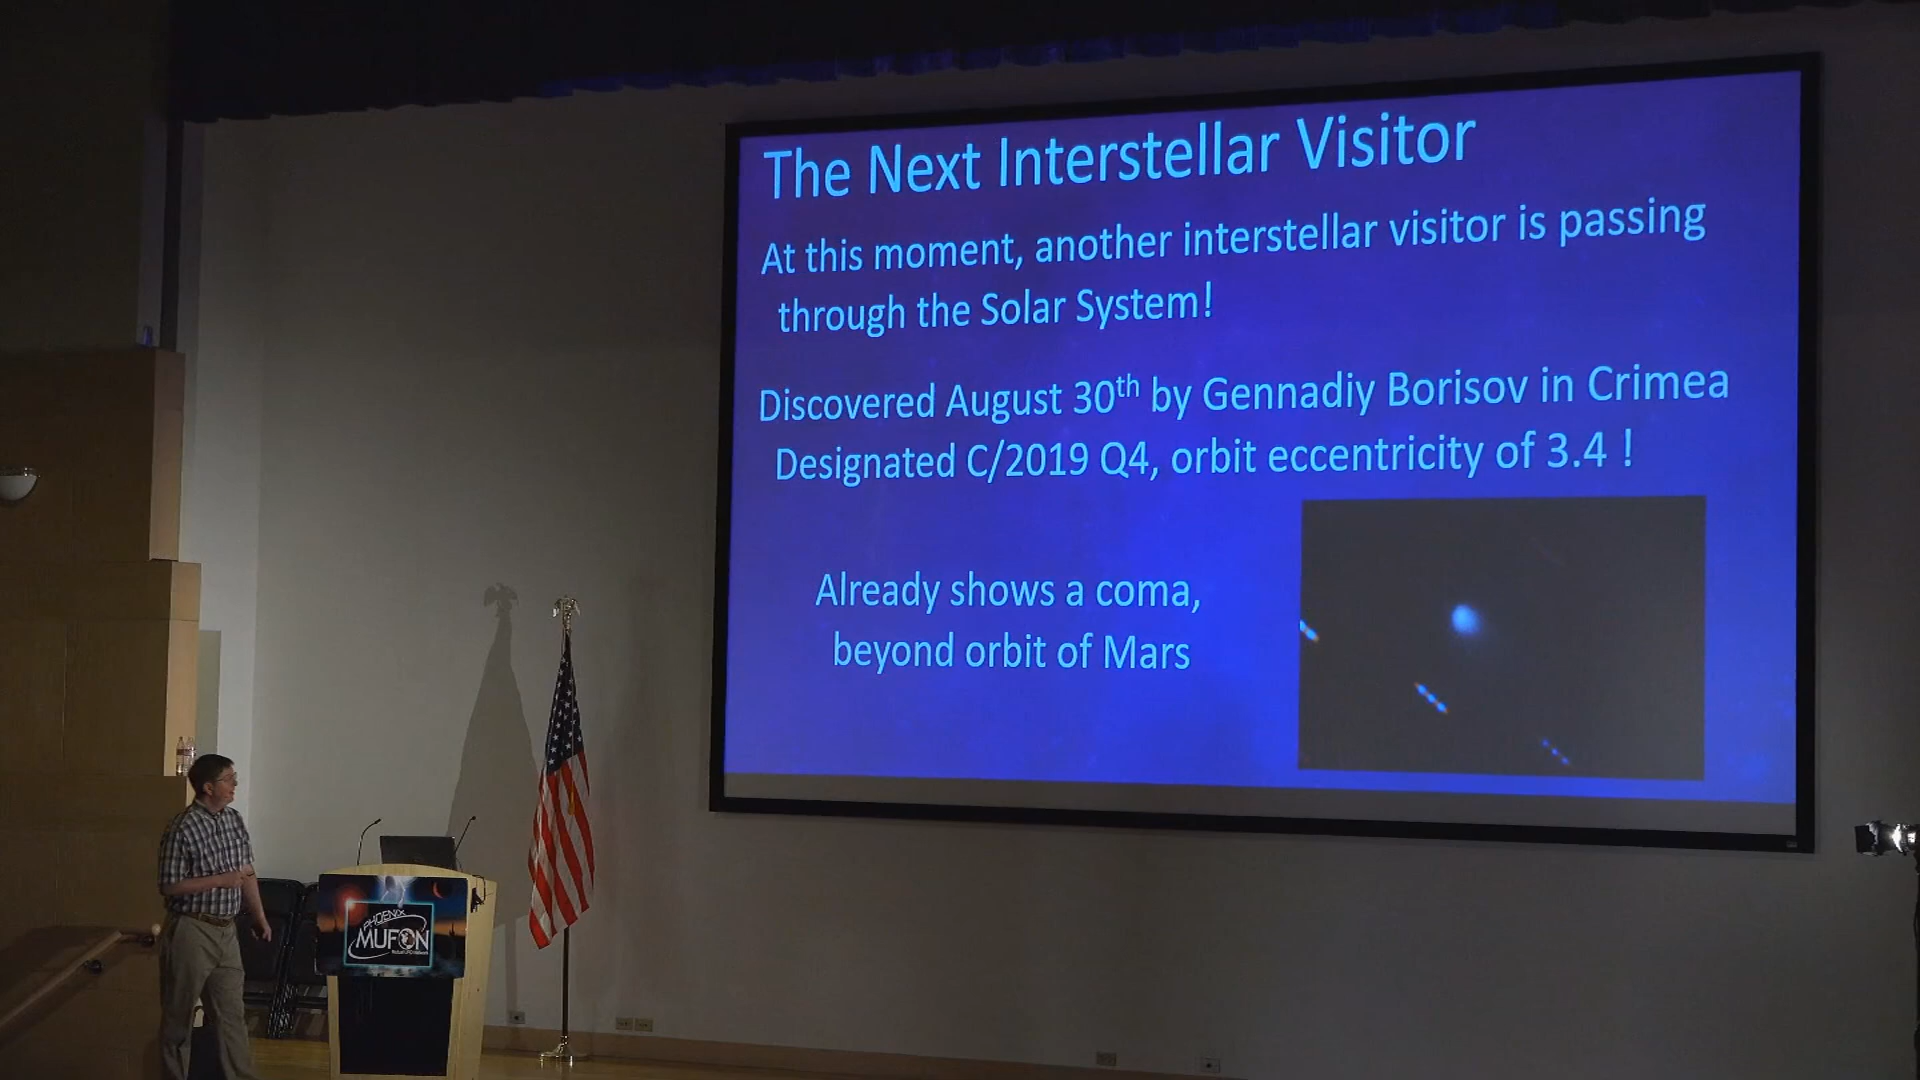 The Next Interstellar Visitor
At this moment, another interstellar visitor is passing
through the Solar System!
Discovered August 30th by Gennadiy Borisov in Crimea
Designated C/2019 Q4, orbit eccentricity of 3.4 !
Already shows a coma,
beyond orbit of Mars
PHOENIX
MUFON